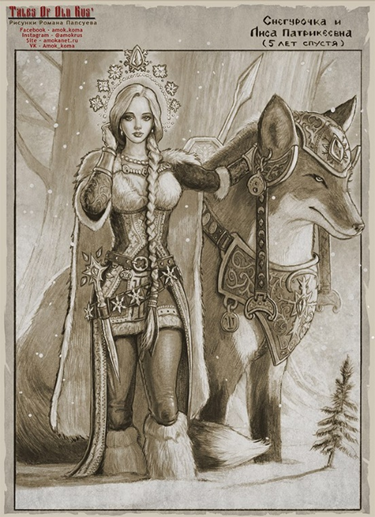 Tales Of Old Rus'
Рисунки Романа Папсуева
Facebook - amok.koma
Instagram - @amokrus
Site - amokanet.ru
VK - Amok_koma
Снегурочка и
Лиса Патрикеевна
(5 лет спустя)